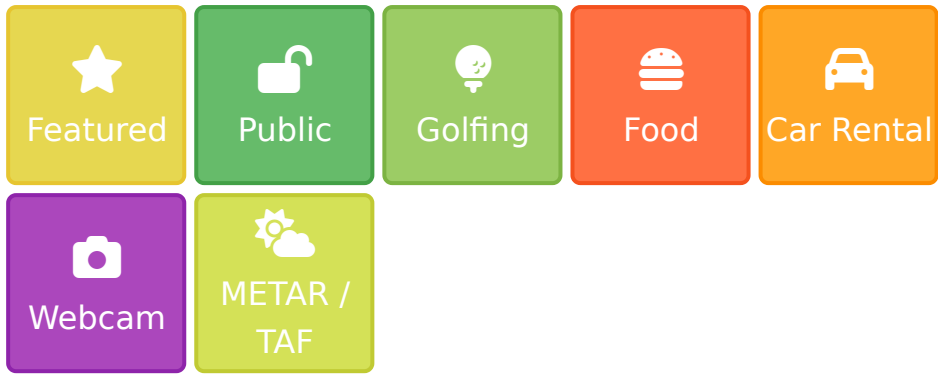 Featured
Public
Golfing
Food
Car Rental
Webcam
METAR /
TAF